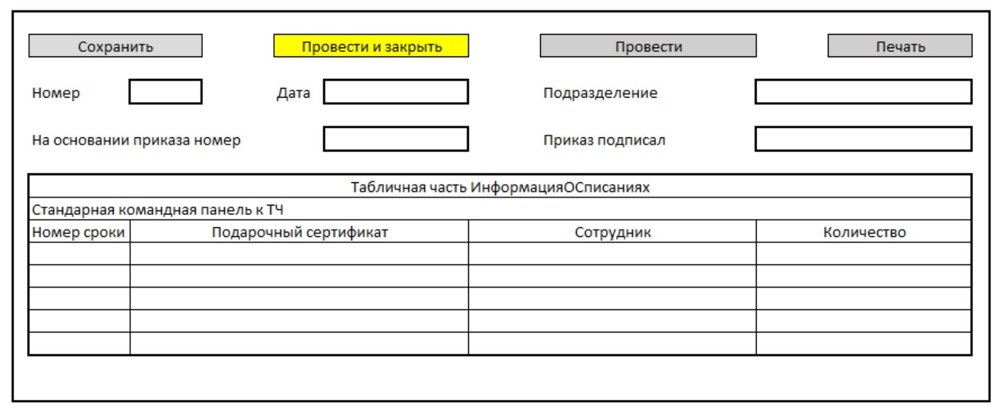 Сохранить Провести и закрыть Провести Печать
Номер Дата Подразделение
На основании приказа номер Приказ подписал
Табличная часть ИнформацияОСписаниях
Стандарная командная панель к ТЧ
Номер сроки Подарочный сертификат Сотрудник Количество